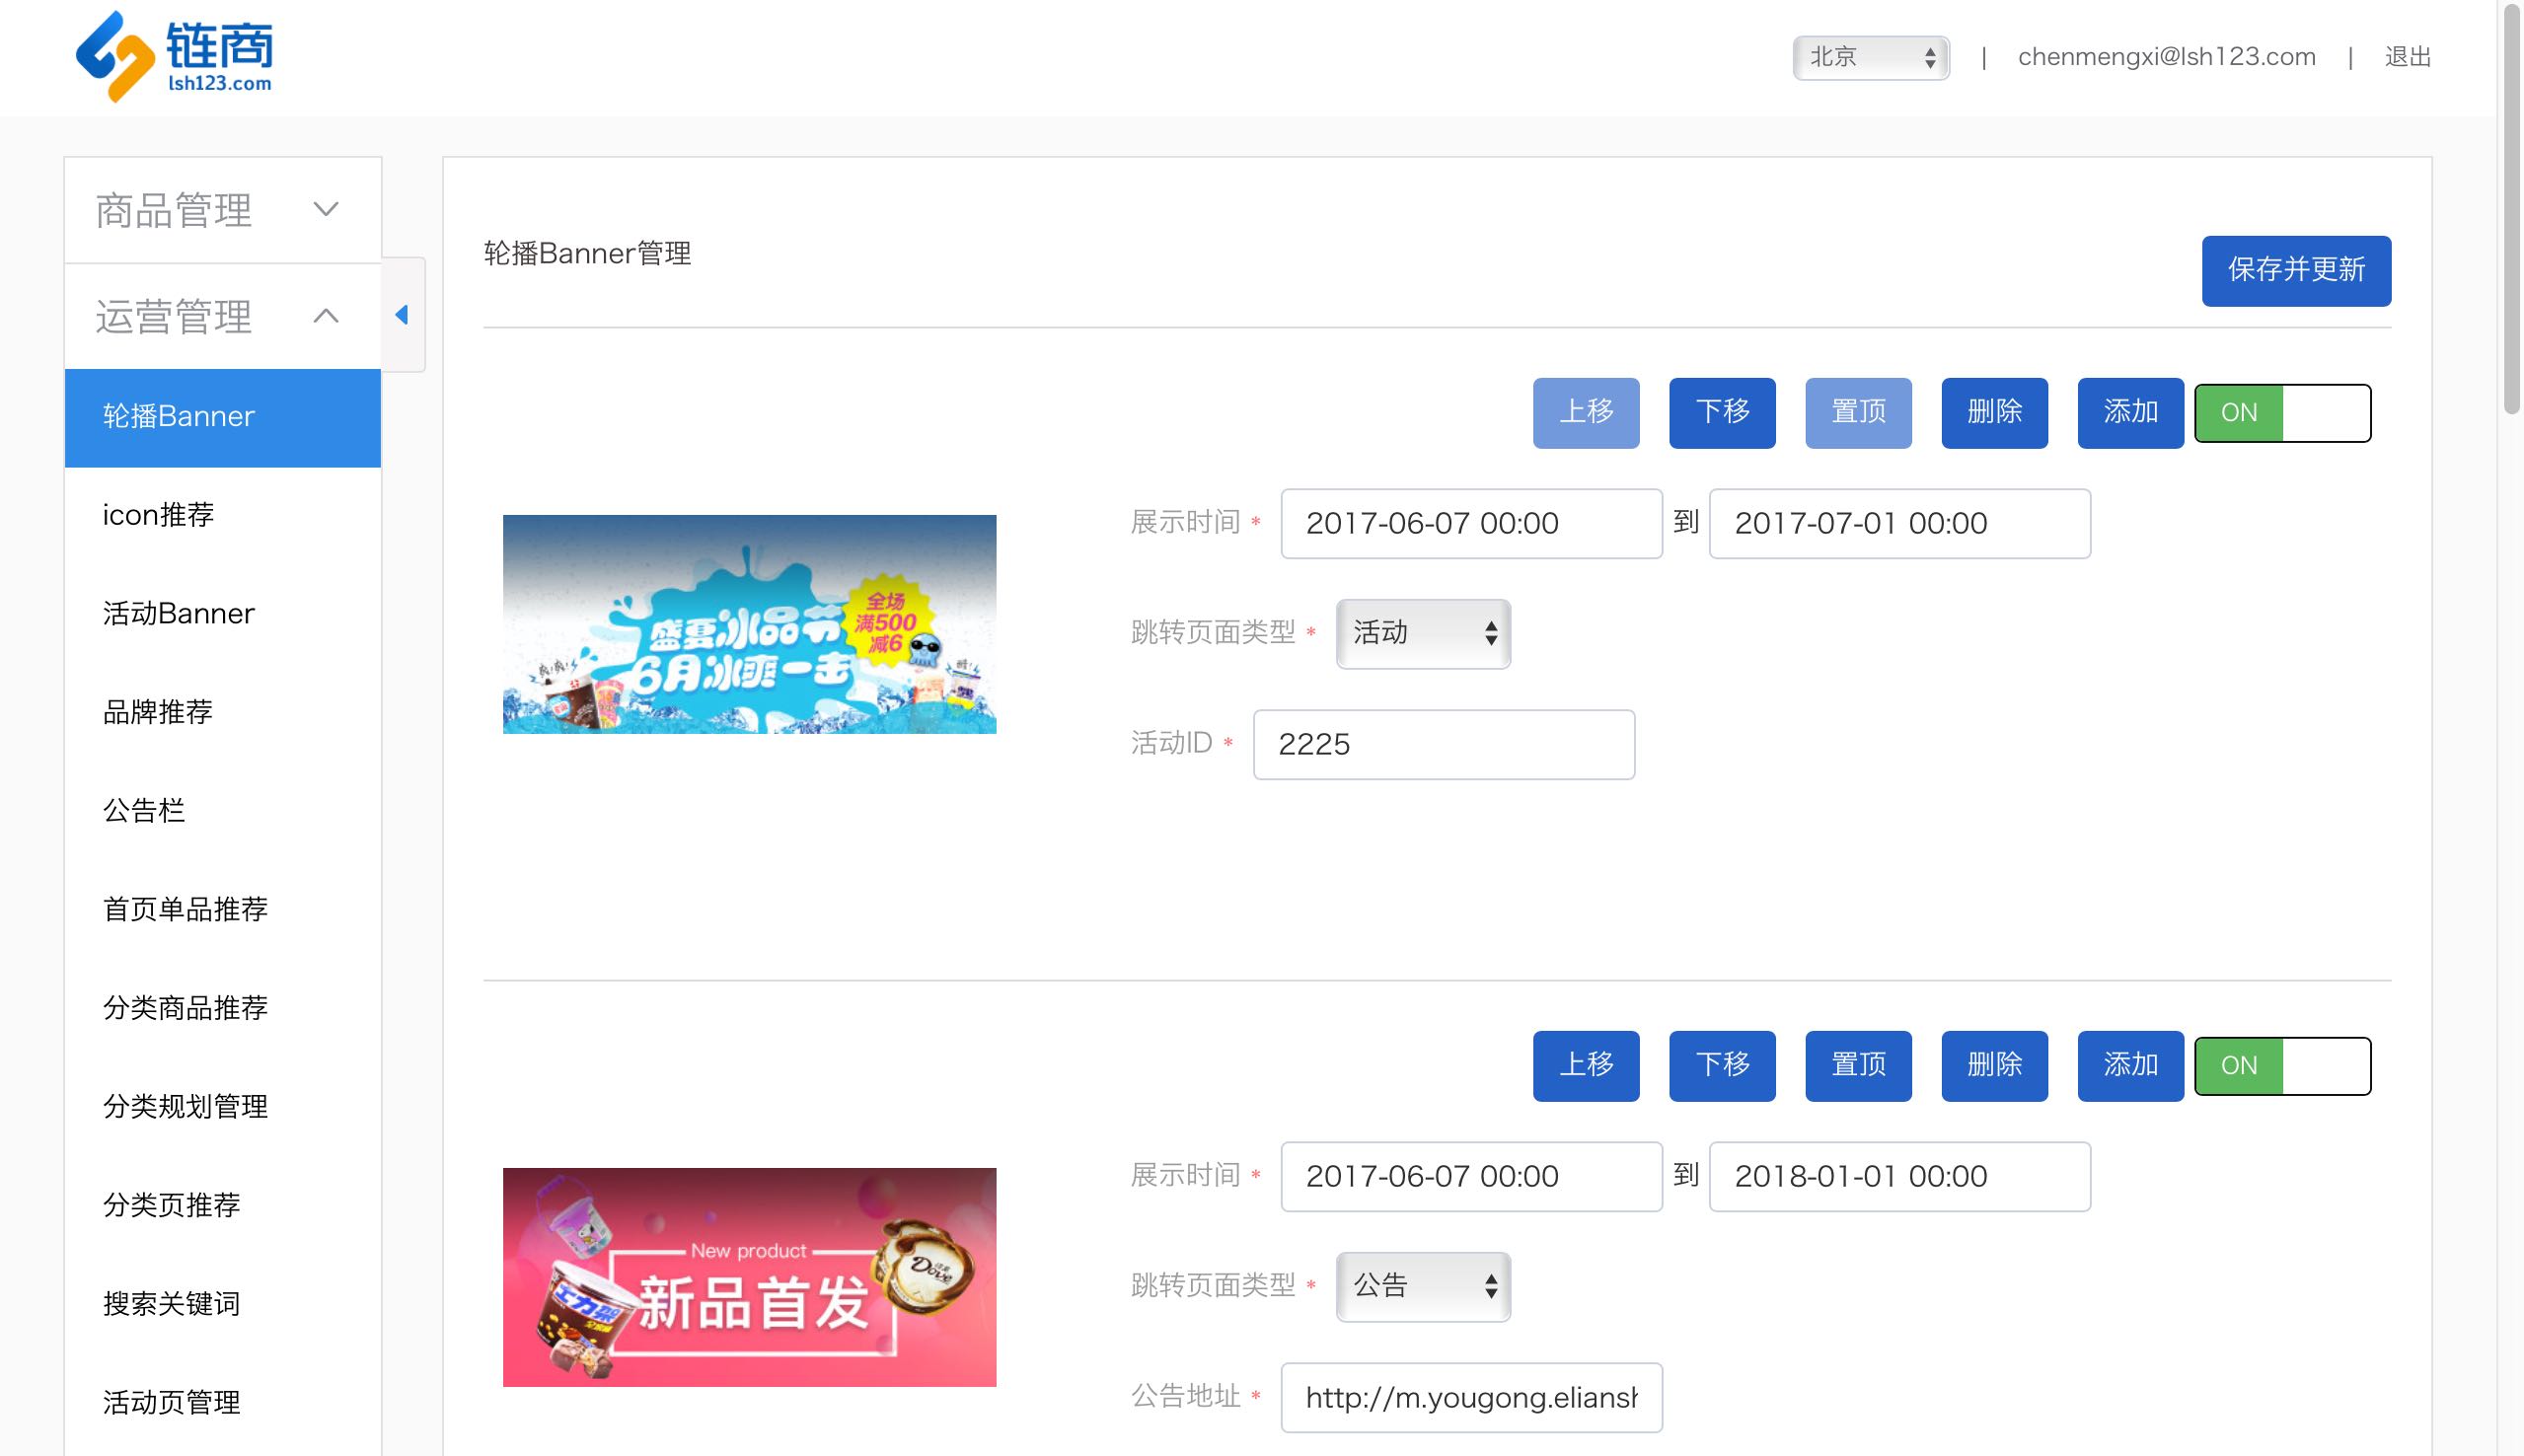 链商
lsh123.com
北京 | chenmengxi@lsh123.com | 退出
商品管理
运营管理
轮播Banner
icon推荐
活动Banner
品牌推荐
公告栏
首页单品推荐
分类商品推荐
分类规划管理
分类页推荐
搜索关键词
活动页管理
轮播Banner管理
保存并更新
上移 下移 置顶 删除 添加 ON
盛夏冰品节
6月冰爽一击
全场
满500
减6
展示时间 * 2017-06-07 00:00 到 2017-07-01 00:00
跳转页面类型 * 活动
活动ID * 2225
上移 下移 置顶 删除 添加 ON
New product
新品首发
Dove
展示时间 * 2017-06-07 00:00 到 2018-01-01 00:00
跳转页面类型 * 公告
公告地址 * http://m.yougong.eliansh